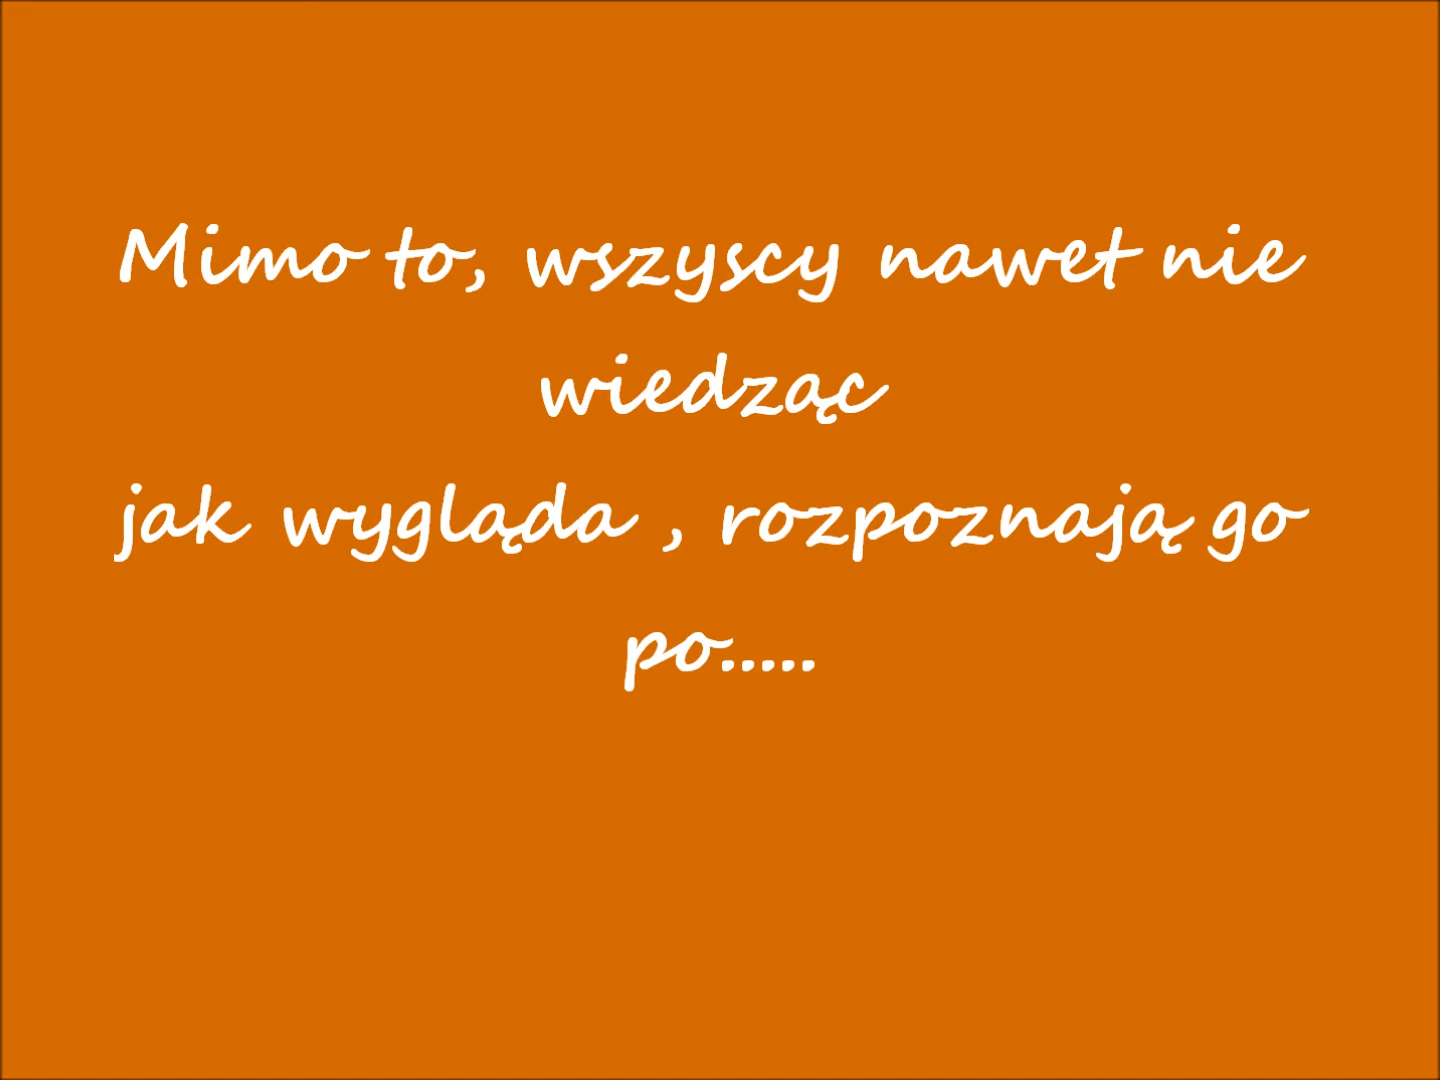 Mimo to, wszyscy nawet nie
wiedząc
jak wygląda , rozpoznają go
po.....